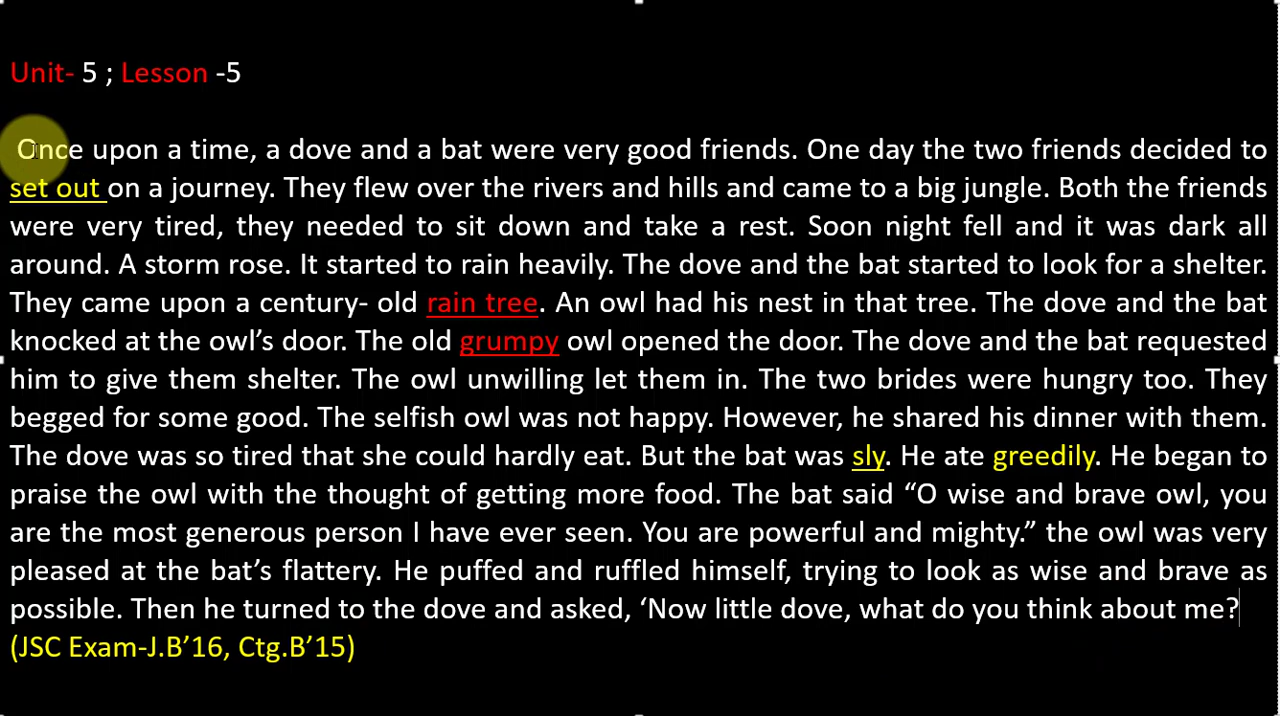 Unit- 5 ; Lesson -5
Once upon a time, a dove and a bat were very good friends. One day the two friends decided to
set out on a journey. They flew over the rivers and hills and came to a big jungle. Both the friends
were very tired, they needed to sit down and take a rest. Soon night fell and it was dark all
around. A storm rose. It started to rain heavily. The dove and the bat started to look for a shelter.
They came upon a century- old rain tree. An owl had his nest in that tree. The dove and the bat
knocked at the owl’s door. The old grumpy owl opened the door. The dove and the bat requested
him to give them shelter. The owl unwilling let them in. The two brides were hungry too. They
begged for some good. The selfish owl was not happy. However, he shared his dinner with them.
The dove was so tired that she could hardly eat. But the bat was sly. He ate greedily. He began to
praise the owl with the thought of getting more food. The bat said “O wise and brave owl, you
are the most generous person I have ever seen. You are powerful and mighty.” the owl was very
pleased at the bat’s flattery. He puffed and ruffled himself, trying to look as wise and brave as
possible. Then he turned to the dove and asked, ‘Now little dove, what do you think about me?
(JSC Exam-J.B’16, Ctg.B’15)